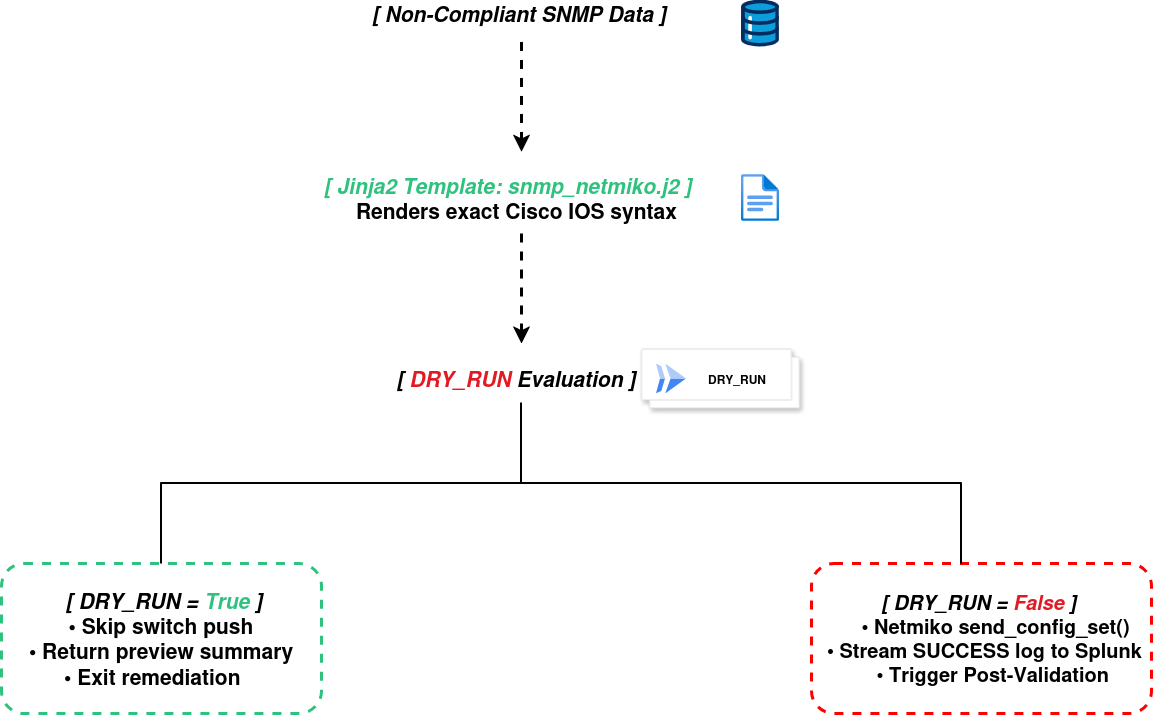 [ Non-Compliant SNMP Data ]
[ Jinja2 Template: snmp_netmiko.j2 ]
Renders exact Cisco IOS syntax
[ DRY_RUN Evaluation ]
DRY_RUN
[ DRY_RUN = True ]
• Skip switch push
• Return preview summary
• Exit remediation
[ DRY_RUN = False ]
• Netmiko send_config_set()
• Stream SUCCESS log to Splunk
• Trigger Post-Validation